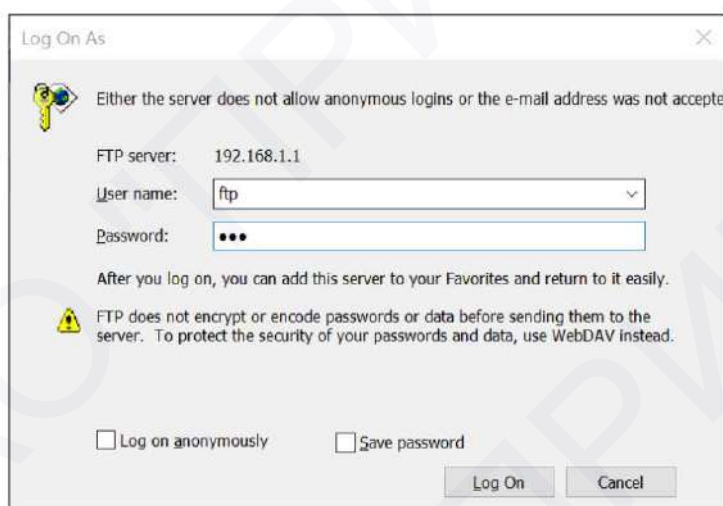 Log On As
Either the server does not allow anonymous logins or the e-mail address was not accepte
FTP server: 192.168.1.1
User name: ftp
Password: •••
After you log on, you can add this server to your Favorites and return to it easily.
FTP does not encrypt or encode passwords or data before sending them to the
server. To protect the security of your passwords and data, use WebDAV instead.
Log on anonymously Save password
Log On Cancel